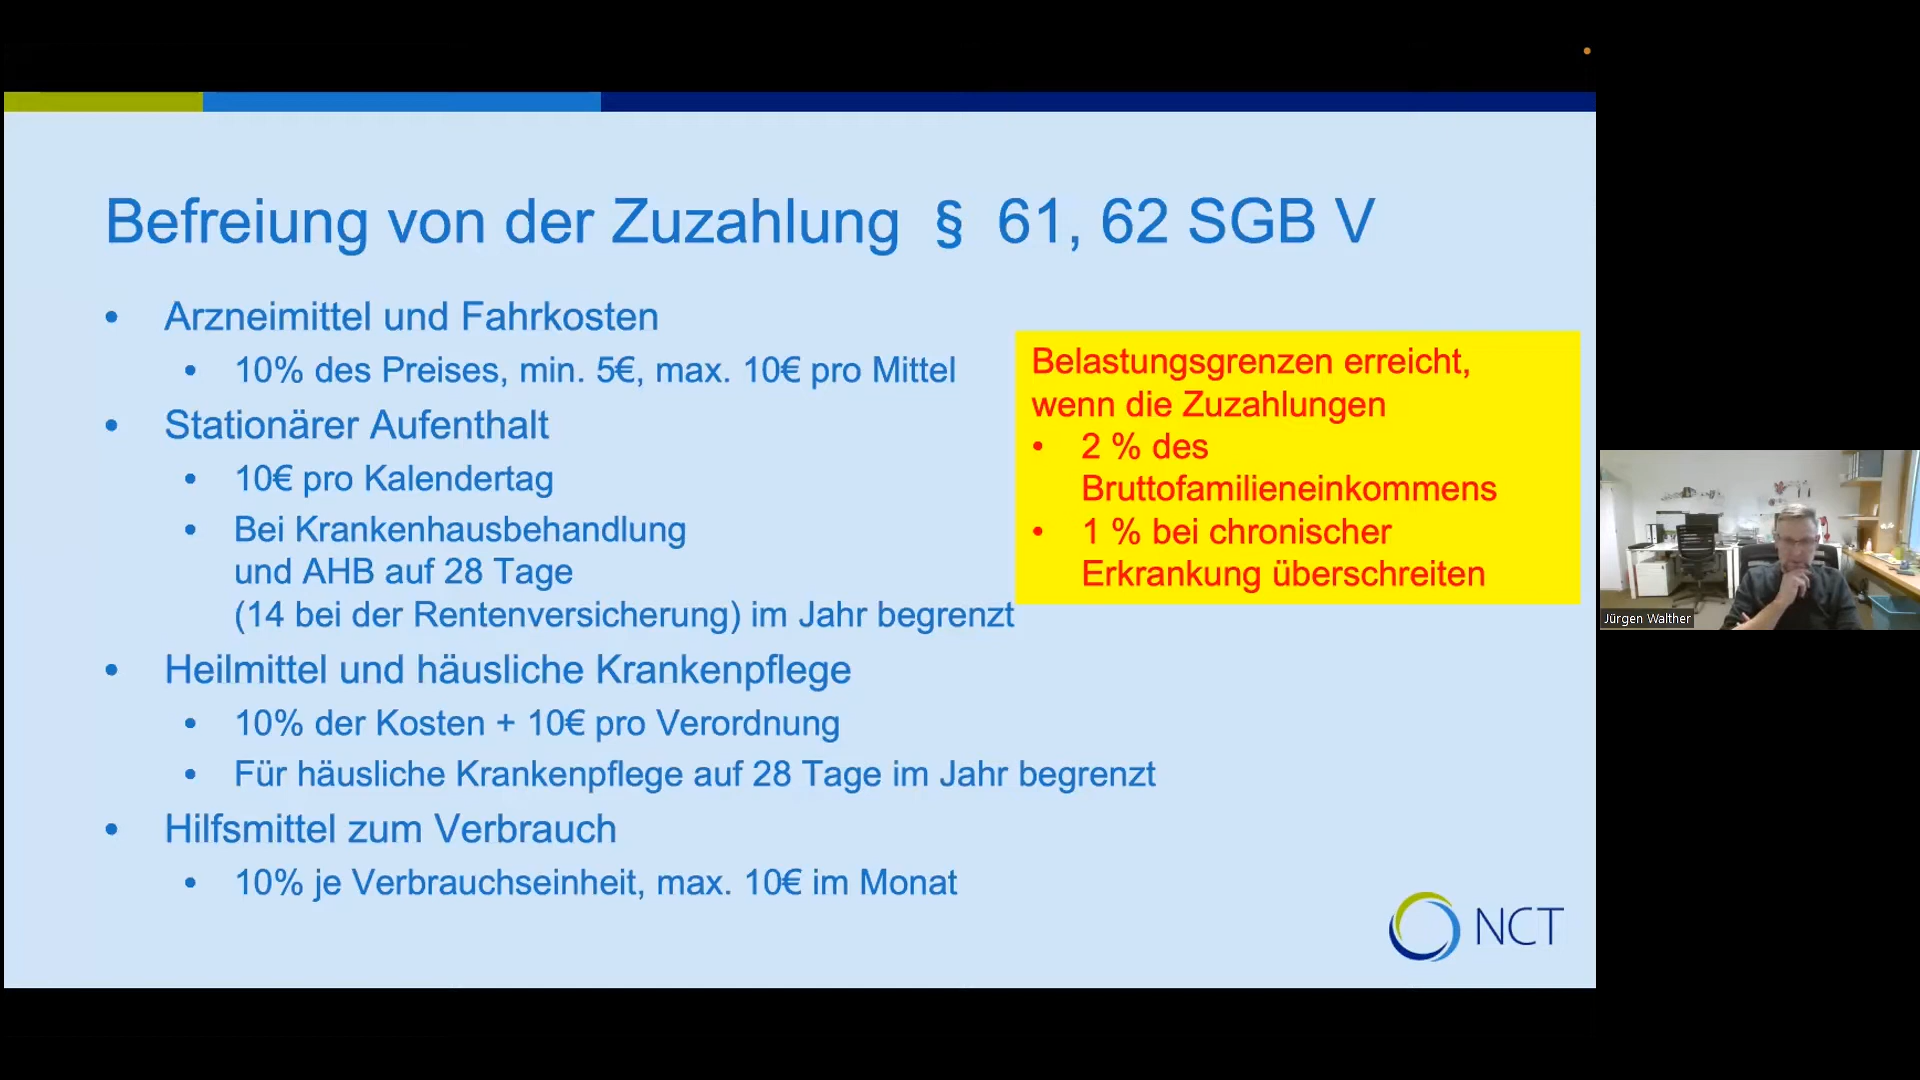 Befreiung von der Zuzahlung § 61, 62 SGB V
• Arzneimittel und Fahrkosten
• 10% des Preises, min. 5€, max. 10€ pro Mittel
• Stationärer Aufenthalt
• 10€ pro Kalendertag
• Bei Krankenhausbehandlung
und AHB auf 28 Tage
(14 bei der Rentenversicherung) im Jahr begrenzt
• Heilmittel und häusliche Krankenpflege
• 10% der Kosten + 10€ pro Verordnung
• Für häusliche Krankenpflege auf 28 Tage im Jahr begrenzt
• Hilfsmittel zum Verbrauch
• 10% je Verbrauchseinheit, max. 10€ im Monat
Belastungsgrenzen erreicht,
wenn die Zuzahlungen
• 2 % des
Bruttofamilieneinkommens
• 1 % bei chronischer
Erkrankung überschreiten
NCT
Jürgen Walther